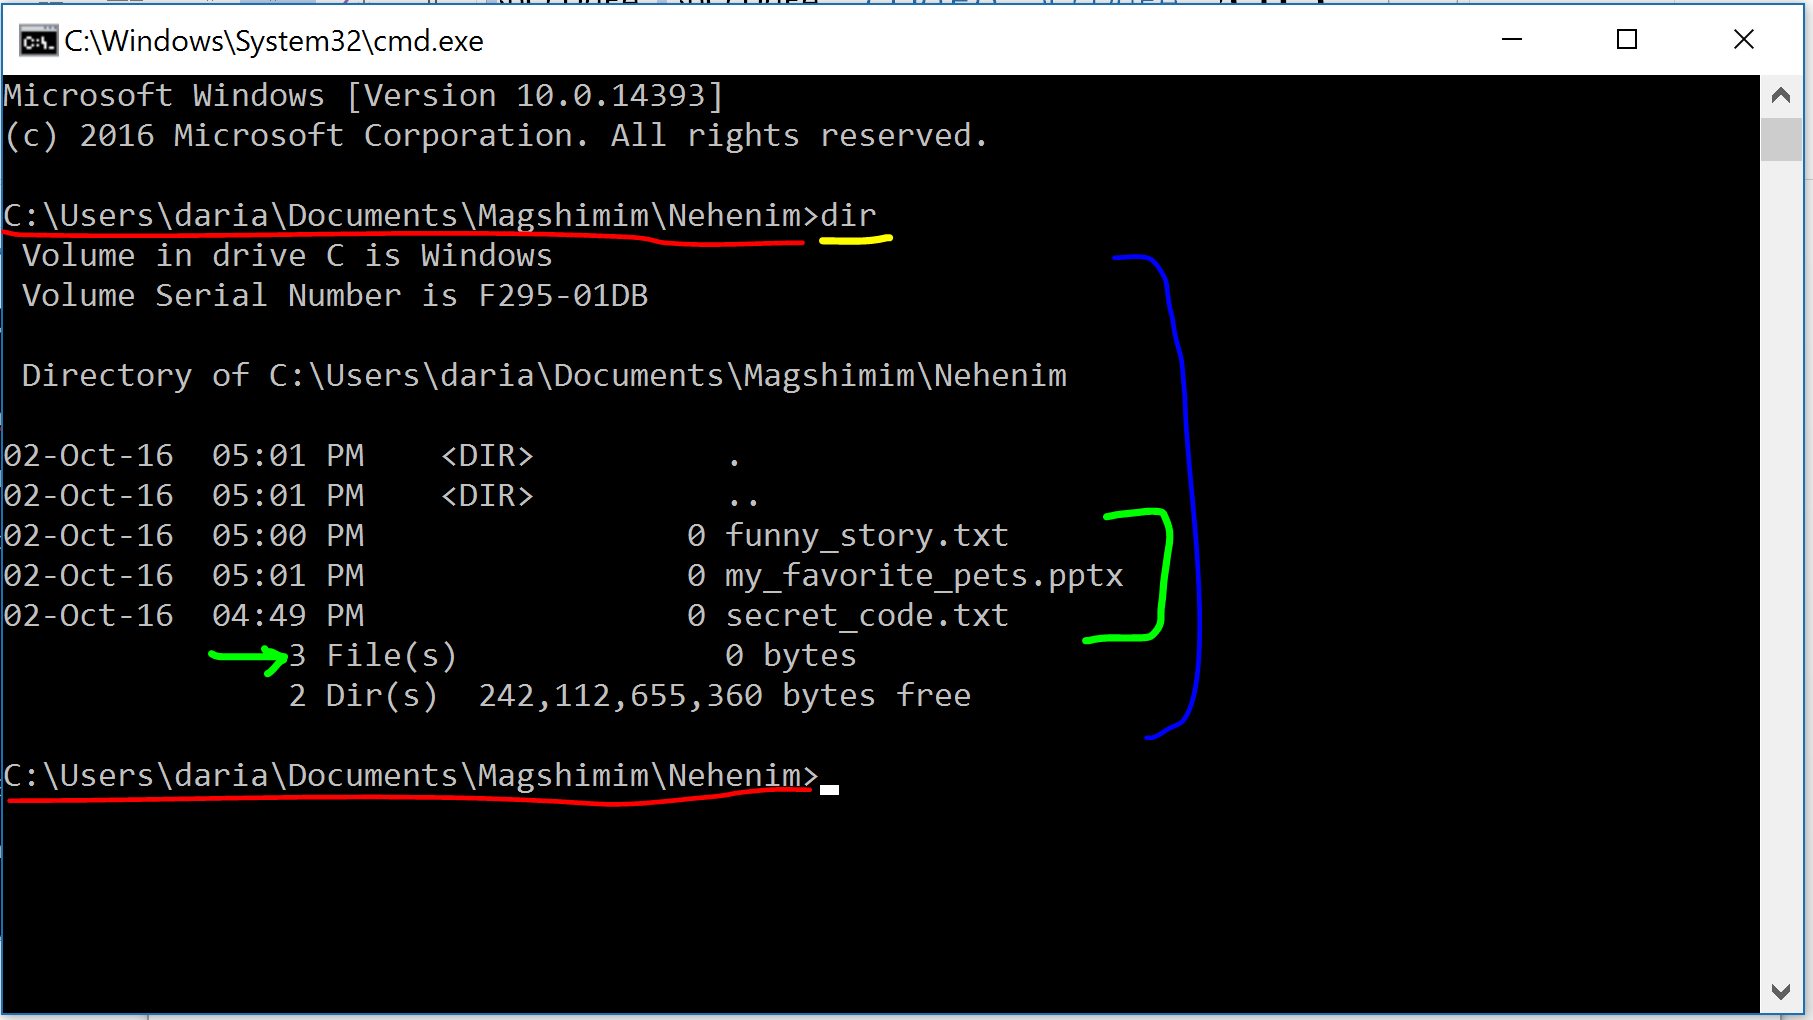 C:\Windows\System32\cmd.exe
Microsoft Windows [Version 10.0.14393]
(c) 2016 Microsoft Corporation. All rights reserved.
C:\Users\daria\Documents\Magshimim\Nehenim>dir
Volume in drive C is Windows
Volume Serial Number is F295-01DB
Directory of C:\Users\daria\Documents\Magshimim\Nehenim
02-Oct-16  05:01 PM    <DIR>          .
02-Oct-16  05:01 PM    <DIR>          ..
02-Oct-16  05:00 PM                 0 funny_story.txt
02-Oct-16  05:01 PM                 0 my_favorite_pets.pptx
02-Oct-16  04:49 PM                 0 secret_code.txt
3 File(s)              0 bytes
2 Dir(s)  242,112,655,360 bytes free
C:\Users\daria\Documents\Magshimim\Nehenim>